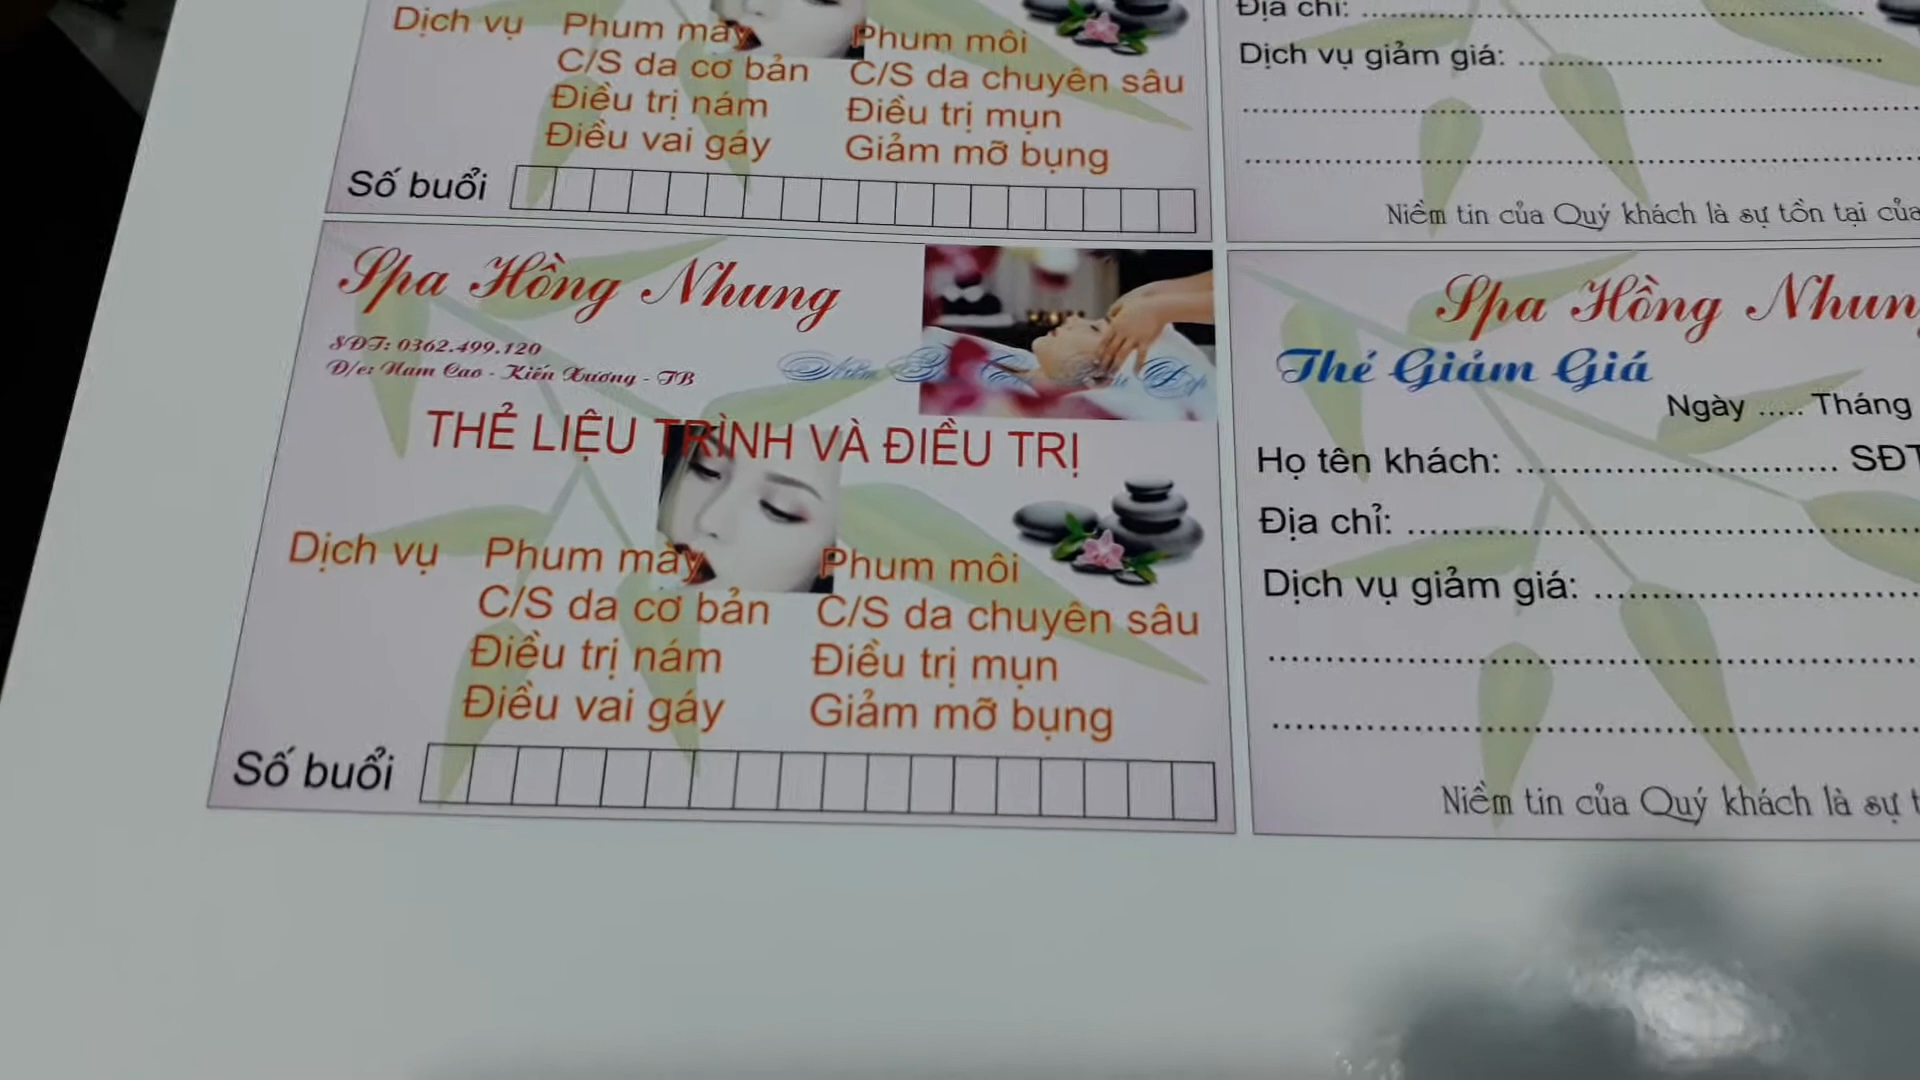 Dịch vụ Phum mày Phum môi
C/S da cơ bản C/S da chuyên sâu
Điều trị nám Điều trị mụn
Điều vai gáy Giảm mỡ bụng
Số buổi
Địa chỉ: ........................
Dịch vụ giảm giá: ........................
Niềm tin của Quý khách là sự tồn tại của
Spa Hồng Nhung
SĐT: 0362.499.120
Đ/c: Nam Cao - Kiến Xương - TB
THẺ LIỆU TRÌNH VÀ ĐIỀU TRỊ
Dịch vụ Phum mày Phum môi
C/S da cơ bản C/S da chuyên sâu
Điều trị nám Điều trị mụn
Điều vai gáy Giảm mỡ bụng
Số buổi
Spa Hồng Nhun
Thẻ Giảm Giá
Ngày ..... Tháng
Họ tên khách: ........................ SĐT
Địa chỉ: ........................
Dịch vụ giảm giá: ........................
Niềm tin của Quý khách là sự